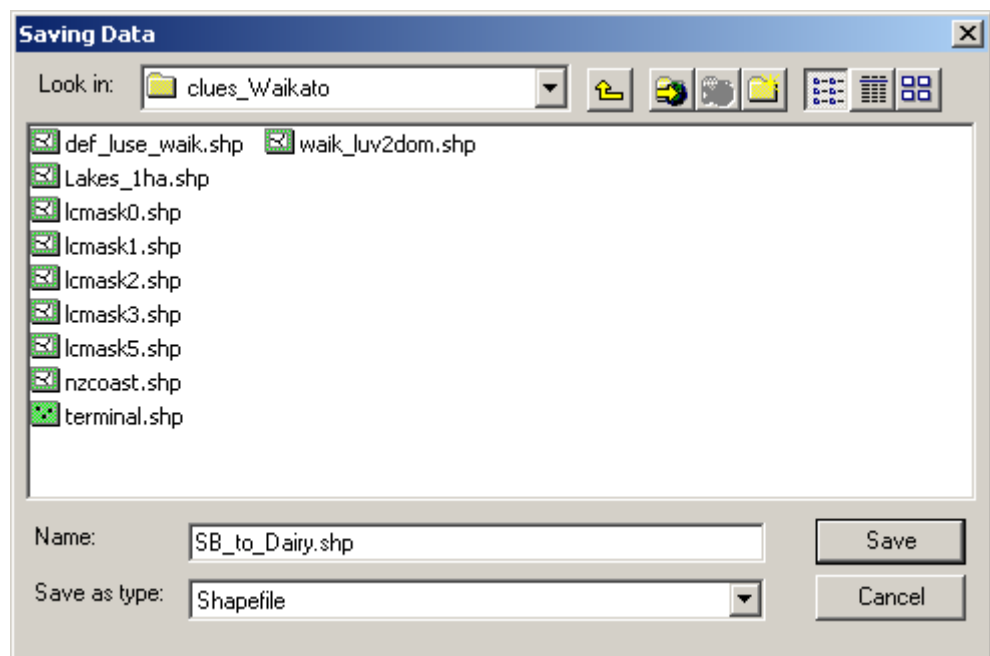 Saving Data
Look in: clues_Waikato
def_luse_waik.shp waik_luv2dom.shp
Lakes_1ha.shp
lcmask0.shp
lcmask1.shp
lcmask2.shp
lcmask3.shp
lcmask5.shp
nzcoast.shp
terminal.shp
Name: SB_to_Dairy.shp Save
Save as type: Shapefile Cancel